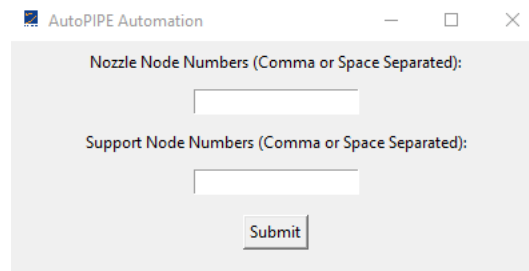 AutoPIPE Automation
Nozzle Node Numbers (Comma or Space Separated):
Support Node Numbers (Comma or Space Separated):
Submit